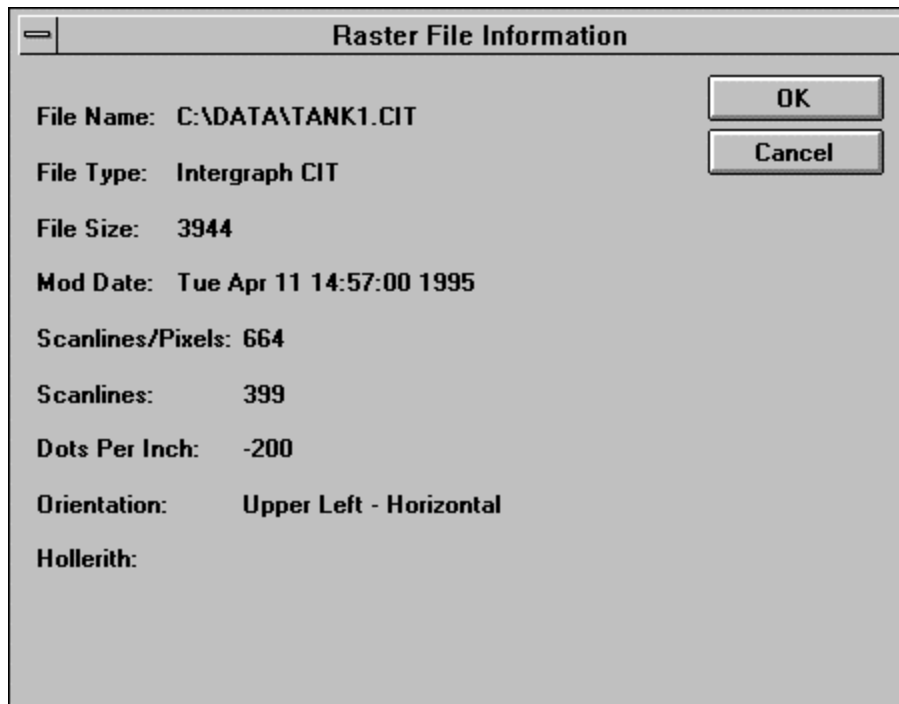 Raster File Information
File Name: C:\DATA\TANK1.CIT
OK
File Type: Intergraph CIT
Cancel
File Size: 3944
Mod Date: Tue Apr 11 14:57:00 1995
Scanlines/Pixels: 664
Scanlines: 399
Dots Per Inch: -200
Orientation: Upper Left - Horizontal
Hollerith: